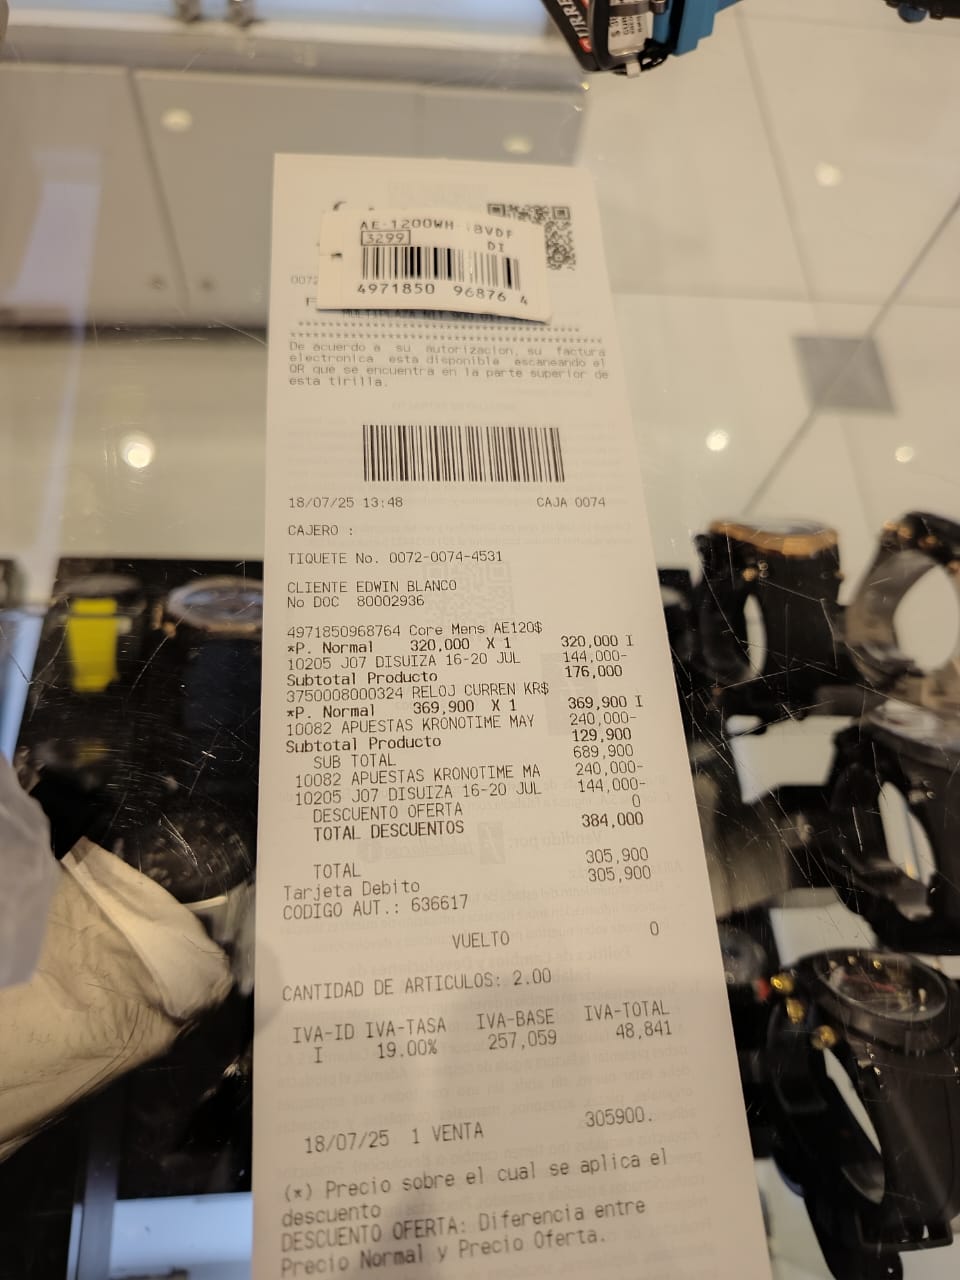 CURREN
AE-1200WH BVDF
3299
DI
4971850 96876 4
0072
De acuerdo a su autorizacion, su factura
electronica esta disponible escaneando el
QR que se encuentra en la parte superior de
esta tirilla.
18/07/25 13:48 CAJA 0074
CAJERO :
TIQUETE No. 0072-0074-4531
CLIENTE EDWIN BLANCO
No DOC 80002936
4971850968764 Core Mens AE120$
*P. Normal 320,000 X 1 320,000 I
10205 J07 DISUIZA 16-20 JUL 144,000-
Subtotal Producto 176,000
3750008000324 RELOJ CURREN KR$
*P. Normal 369,900 X 1 369,900 I
10082 APUESTAS KRONOTIME MAY 240,000-
Subtotal Producto 129,900
SUB TOTAL 689,900
10082 APUESTAS KRONOTIME MA 240,000-
10205 J07 DISUIZA 16-20 JUL 144,000-
DESCUENTO OFERTA 0
TOTAL DESCUENTOS 384,000
TOTAL 305,900
Tarjeta Debito 305,900
CODIGO AUT.: 636617
VUELTO 0
CANTIDAD DE ARTICULOS: 2.00
IVA-ID IVA-TASA IVA-BASE IVA-TOTAL
I 19.00% 257,059 48,841
18/07/25 1 VENTA 305900.
(*) Precio sobre el cual se aplica el
descuento
DESCUENTO OFERTA: Diferencia entre
Precio Normal y Precio Oferta.